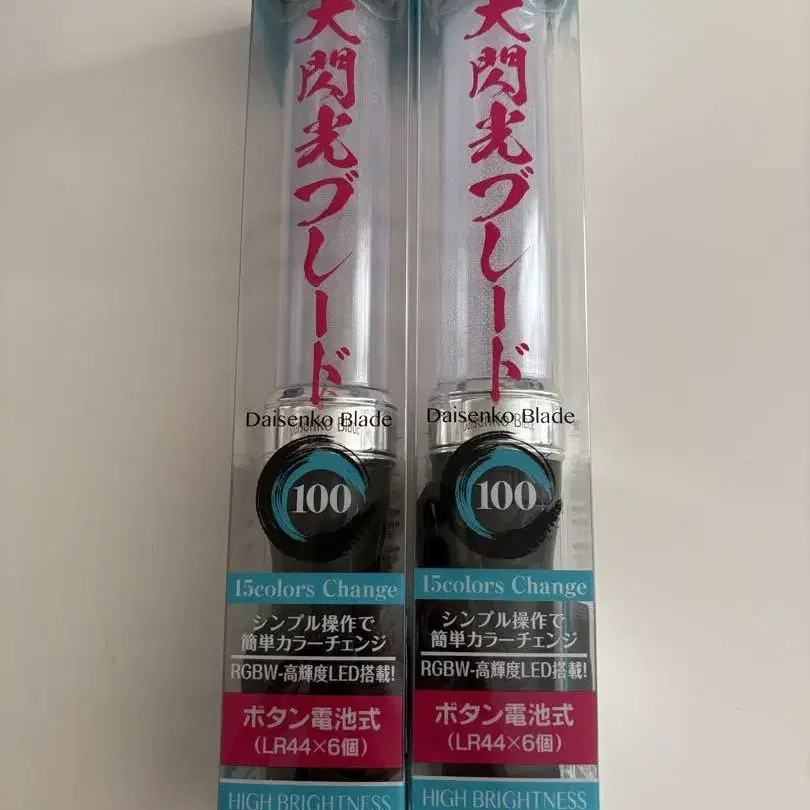 大閃光ブレード
Daisenko Blade
100
15colors Change
シンプル操作で
簡単カラーチェンジ
RGBW-高輝度LED搭載!
ボタン電池式
(LR44×6個)
HIGH BRIGHTNESS
大閃光ブレード
Daisenko Blade
100
15colors Change
シンプル操作で
簡単カラーチェンジ
RGBW-高輝度LED搭載!
ボタン電池式
(LR44×6個)
HIGH BRIGHTNESS